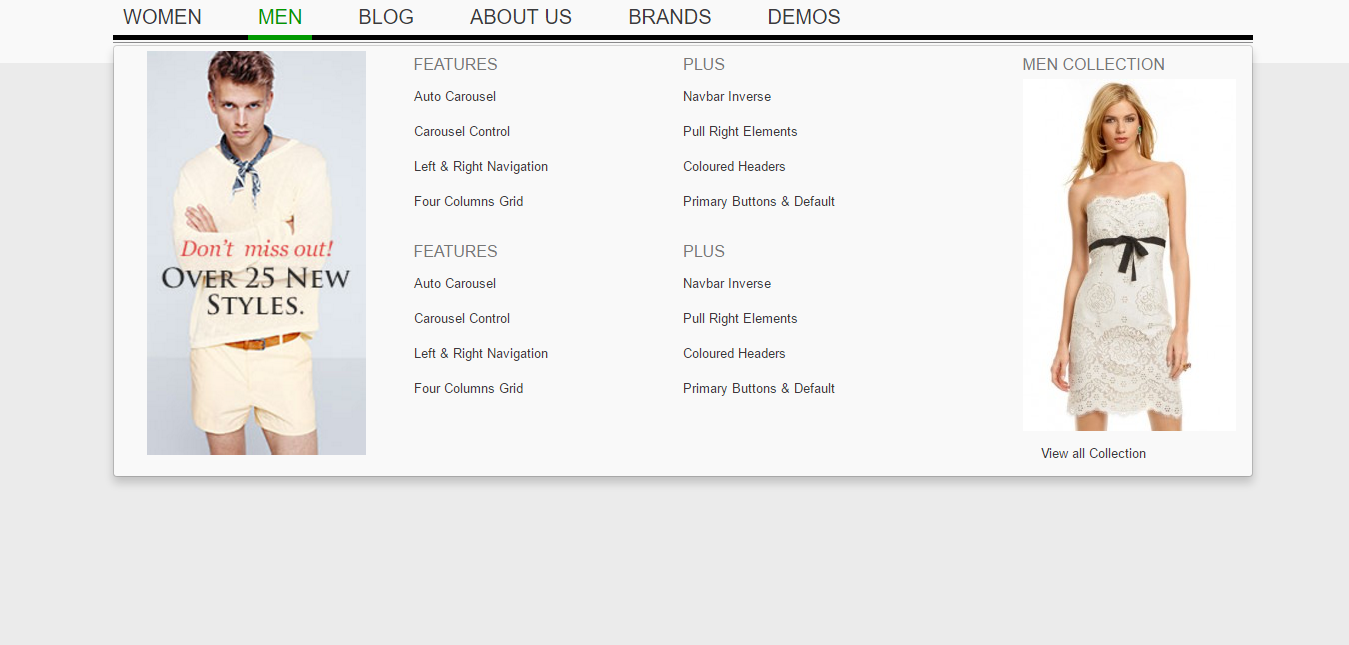 WOMEN MEN BLOG ABOUT US BRANDS DEMOS
Don't miss out!
Over 25 New
Styles.
FEATURES
Auto Carousel
Carousel Control
Left & Right Navigation
Four Columns Grid
FEATURES
Auto Carousel
Carousel Control
Left & Right Navigation
Four Columns Grid
PLUS
Navbar Inverse
Pull Right Elements
Coloured Headers
Primary Buttons & Default
PLUS
Navbar Inverse
Pull Right Elements
Coloured Headers
Primary Buttons & Default
MEN COLLECTION
View all Collection